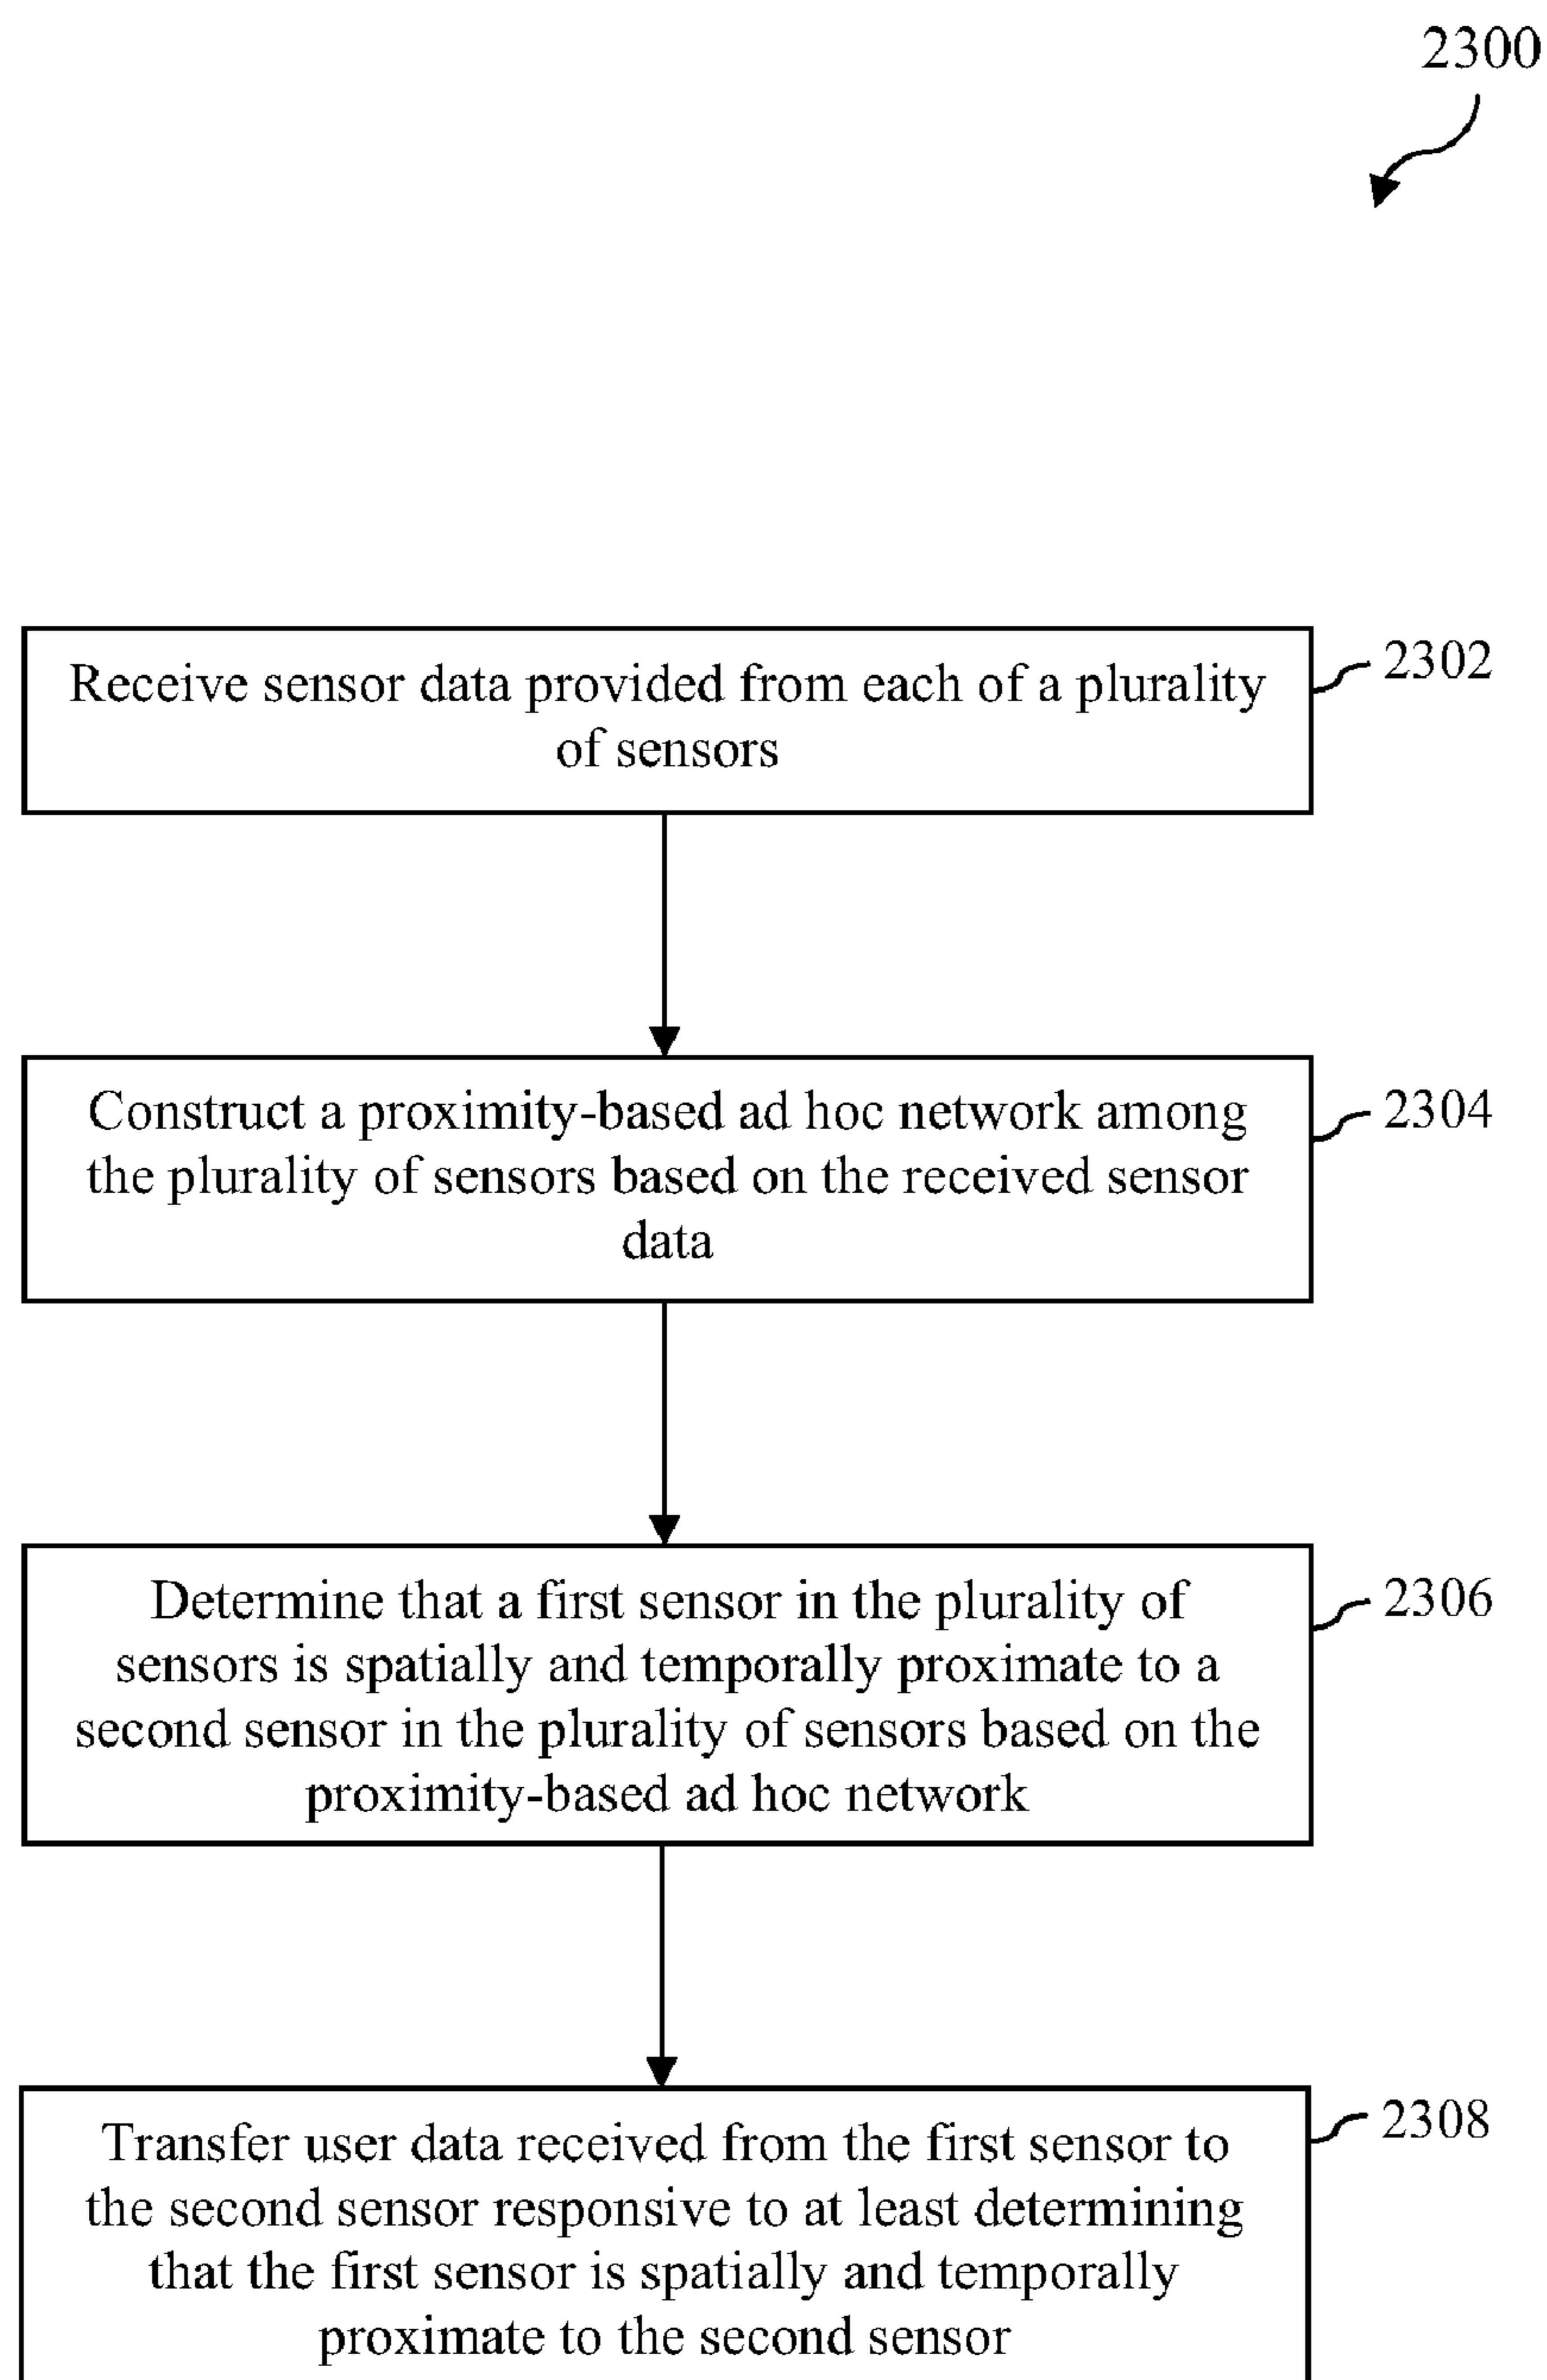 2300
Receive sensor data provided from each of a plurality
of sensors
2302
Construct a proximity-based ad hoc network among
the plurality of sensors based on the received sensor
data
2304
Determine that a first sensor in the plurality of
sensors is spatially and temporally proximate to a
second sensor in the plurality of sensors based on the
proximity-based ad hoc network
2306
Transfer user data received from the first sensor to
the second sensor responsive to at least determining
that the first sensor is spatially and temporally
proximate to the second sensor
2308